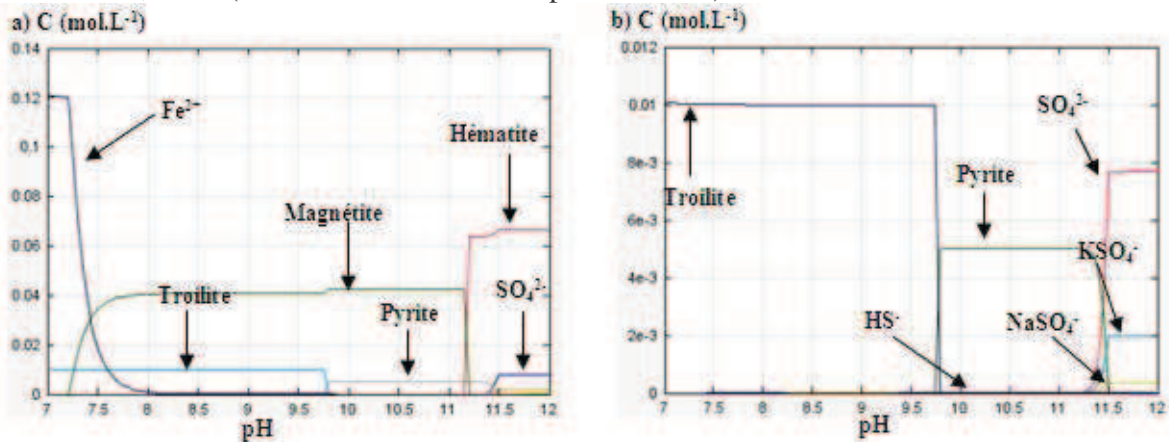 a) C (mol.L⁻¹)
0.14
0.12
0.1
0.08
0.06
0.04
0.02
0
7 7.5 8 8.5 9 9.5 10 10.5 11 11.5 12
pH
Fe²⁺
Hématite
Magnétite
Troilite
Pyrite
SO₄²⁻
b) C (mol.L⁻¹)
0.012
0.01
8e-3
6e-3
4e-3
2e-3
0
7 7.5 8 8.5 9 9.5 10 10.5 11 11.5 12
pH
SO₄²⁻
Pyrite
Troilite
KSO₄⁻
HS⁻
NaSO₄⁻